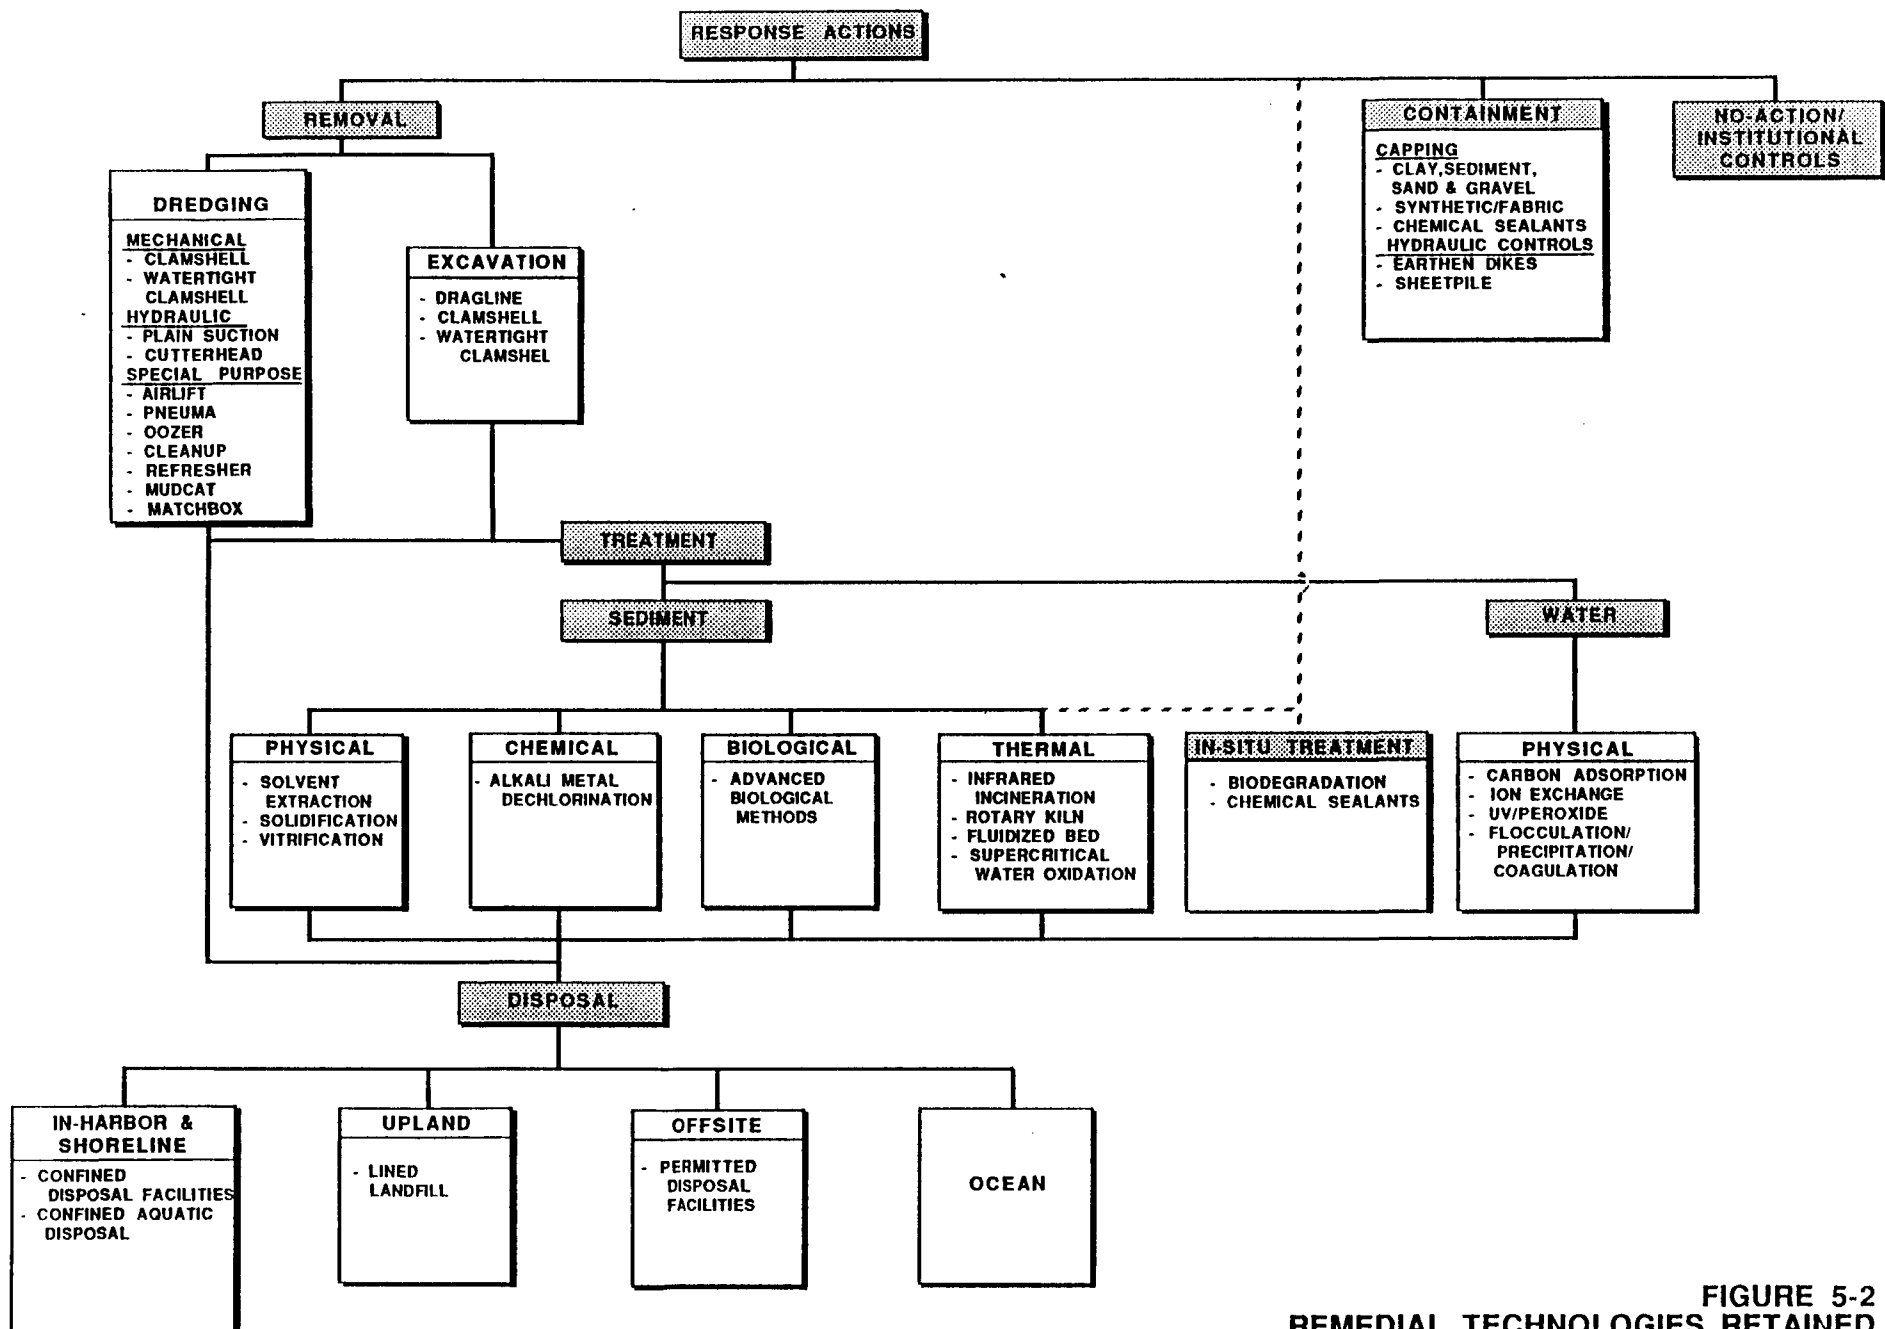 RESPONSE ACTIONS
REMOVAL
CONTAINMENT
CAPPING
- CLAY,SEDIMENT,
SAND & GRAVEL
- SYNTHETIC/FABRIC
- CHEMICAL SEALANTS
HYDRAULIC CONTROLS
- EARTHEN DIKES
- SHEETPILE
NO-ACTION/
INSTITUTIONAL
CONTROLS
DREDGING
MECHANICAL
- CLAMSHELL
- WATERTIGHT
CLAMSHELL
HYDRAULIC
- PLAIN SUCTION
- CUTTERHEAD
SPECIAL PURPOSE
- AIRLIFT
- PNEUMA
- OOZER
- CLEANUP
- REFRESHER
- MUDCAT
- MATCHBOX
EXCAVATION
- DRAGLINE
- CLAMSHELL
- WATERTIGHT
CLAMSHEL
TREATMENT
SEDIMENT
WATER
PHYSICAL
- SOLVENT
EXTRACTION
- SOLIDIFICATION
- VITRIFICATION
CHEMICAL
- ALKALI METAL
DECHLORINATION
BIOLOGICAL
- ADVANCED
BIOLOGICAL
METHODS
THERMAL
- INFRARED
INCINERATION
- ROTARY KILN
- FLUIDIZED BED
- SUPERCRITICAL
WATER OXIDATION
IN-SITU TREATMENT
- BIODEGRADATION
- CHEMICAL SEALANTS
PHYSICAL
- CARBON ADSORPTION
- ION EXCHANGE
- UV/PEROXIDE
- FLOCCULATION/
PRECIPITATION/
COAGULATION
DISPOSAL
IN-HARBOR &
SHORELINE
- CONFINED
DISPOSAL FACILITIES
- CONFINED AQUATIC
DISPOSAL
UPLAND
- LINED
LANDFILL
OFFSITE
- PERMITTED
DISPOSAL
FACILITIES
OCEAN
FIGURE 5-2
REMEDIAL TECHNOLOGIES RETAINED